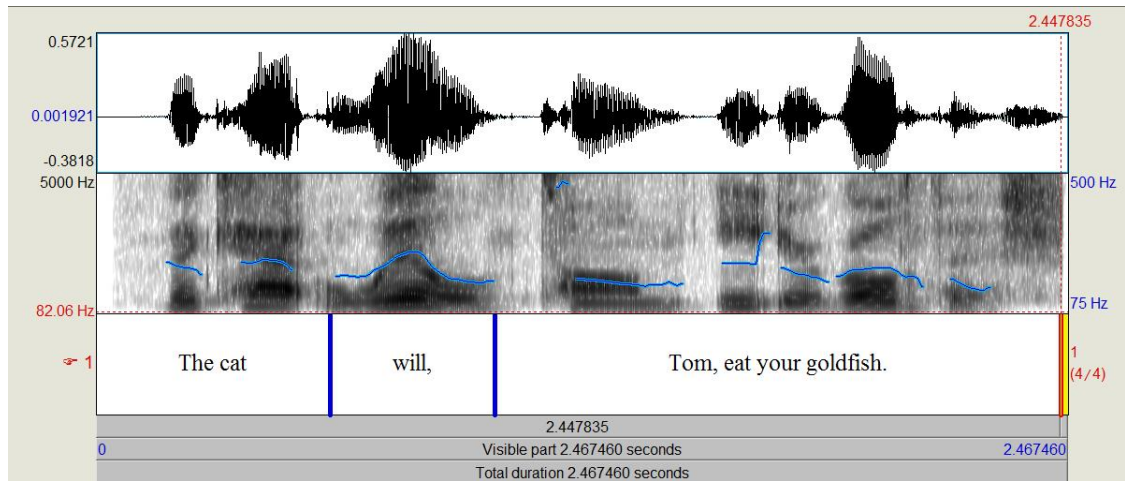 2.447835
0.5721
0.001921
-0.3818
5000 Hz 500 Hz
82.06 Hz 75 Hz
☞ 1 The cat will, Tom, eat your goldfish. 1
(4/4)
2.447835
0 Visible part 2.467460 seconds 2.467460
Total duration 2.467460 seconds